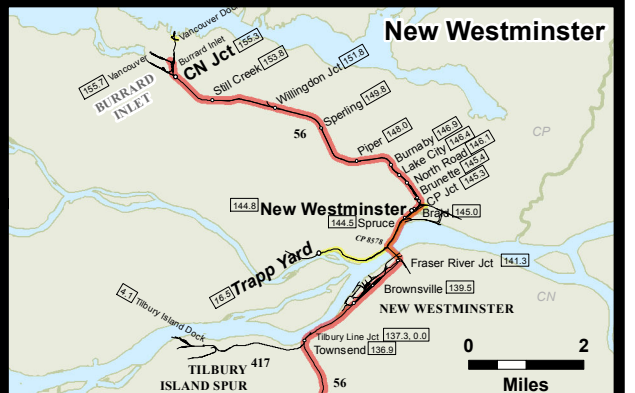 New Westminster
Vancouver Do
Burrard Inlet
CN Jct 155.3
155.7 Vancouver
BURRARD
INLET
Still Creek 153.8
Willingdon Jct 151.8
Sperling 149.8
56
Piper 148.0
Burnaby 146.9
Lake City 146.4
North Road 146.1
Brunette 145.4
CP Jct 145.3
CP
144.8 New Westminster
Braid 145.0
144.5 Spruce
CP 8378
Fraser River Jct 141.3
16.5 Trapp Yard
Brownsville 139.5
NEW WESTMINSTER
CN
4.1 Tilbury Island Dock
Tilbury Line Jct 137.3, 0.0
Townsend 136.9
TILBURY 417
ISLAND SPUR
56
0 2
Miles